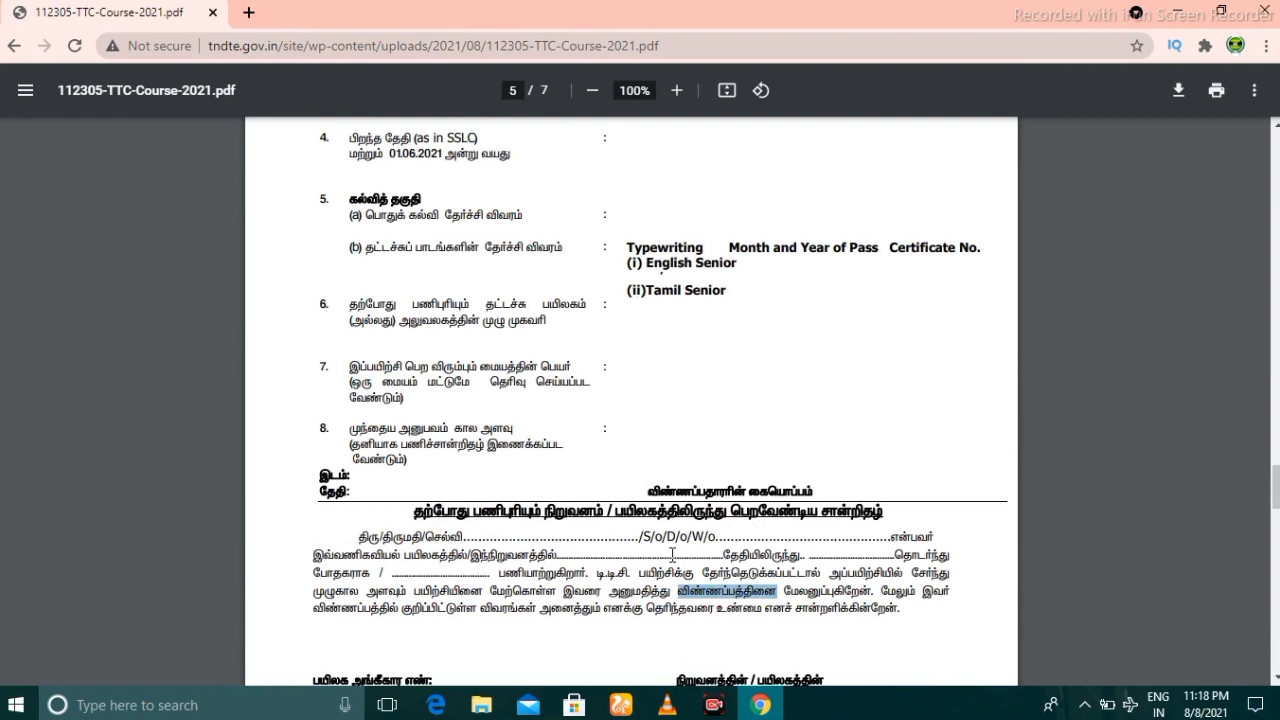 112305-TTC-Course-2021.pdf
Recorded with iFun Screen Recorder
Not secure
tndte.gov.in/site/wp-content/uploads/2021/08/112305-TTC-Course-2021.pdf
IQ
112305-TTC-Course-2021.pdf
5 / 7
100%
4. பிறந்த தேதி (as in SSLC) :
மற்றும் 01.06.2021 அன்று வயது
5. கல்வித் தகுதி
(a) பொதுக் கல்வி தேர்ச்சி விவரம் :
(b) தட்டச்சுப் பாடங்களின் தேர்ச்சி விவரம் : Typewriting Month and Year of Pass Certificate No.
(i) English Senior
(ii)Tamil Senior
6. தற்போது பணிபுரியும் தட்டச்சு பயிலகம் :
(அல்லது) அலுவலகத்தின் முழு முகவரி
7. இப்பயிற்சி பெற விரும்பும் மையத்தின் பெயர் :
(ஒரு மையம் மட்டுமே தெரிவு செய்யப்பட
வேண்டும்)
8. முந்தைய அனுபவம் கால அளவு :
(தனியாக பணிச்சான்றிதழ் இணைக்கப்பட
வேண்டும்)
இடம்:
தேதி: விண்ணப்பதாரரின் கையொப்பம்
தற்போது பணிபுரியும் நிறுவனம் / பயிலகத்திலிருந்து பெறவேண்டிய சான்றிதழ்
திரு/திருமதி/செல்வி............................................/S/o/D/o/W/o............................................என்பவர்
இவ்வணிகவியல் பயிலகத்தில்/இந்நிறுவனத்தில்............................................தேதியிலிருந்து.. ..............................தொடர்ந்து
போதகராக / .................................. பணியாற்றுகிறார். டி.டி.சி. பயிற்சிக்கு தேர்ந்தெடுக்கப்பட்டால் அப்பயிற்சியில் சேர்ந்து
முழுகால அளவும் பயிற்சியினை மேற்கொள்ள இவரை அனுமதித்து விண்ணப்பத்தினை மேலனுப்புகிறேன். மேலும் இவர்
விண்ணப்பத்தில் குறிப்பிட்டுள்ள விவரங்கள் அனைத்தும் எனக்கு தெரிந்தவரை உண்மை எனச் சான்றளிக்கின்றேன்.
பயிலக அங்கீகார எண்: நிறுவனத்தின் / பயிலகத்தின்
Type here to search
ENG
IN
11:18 PM
8/8/2021